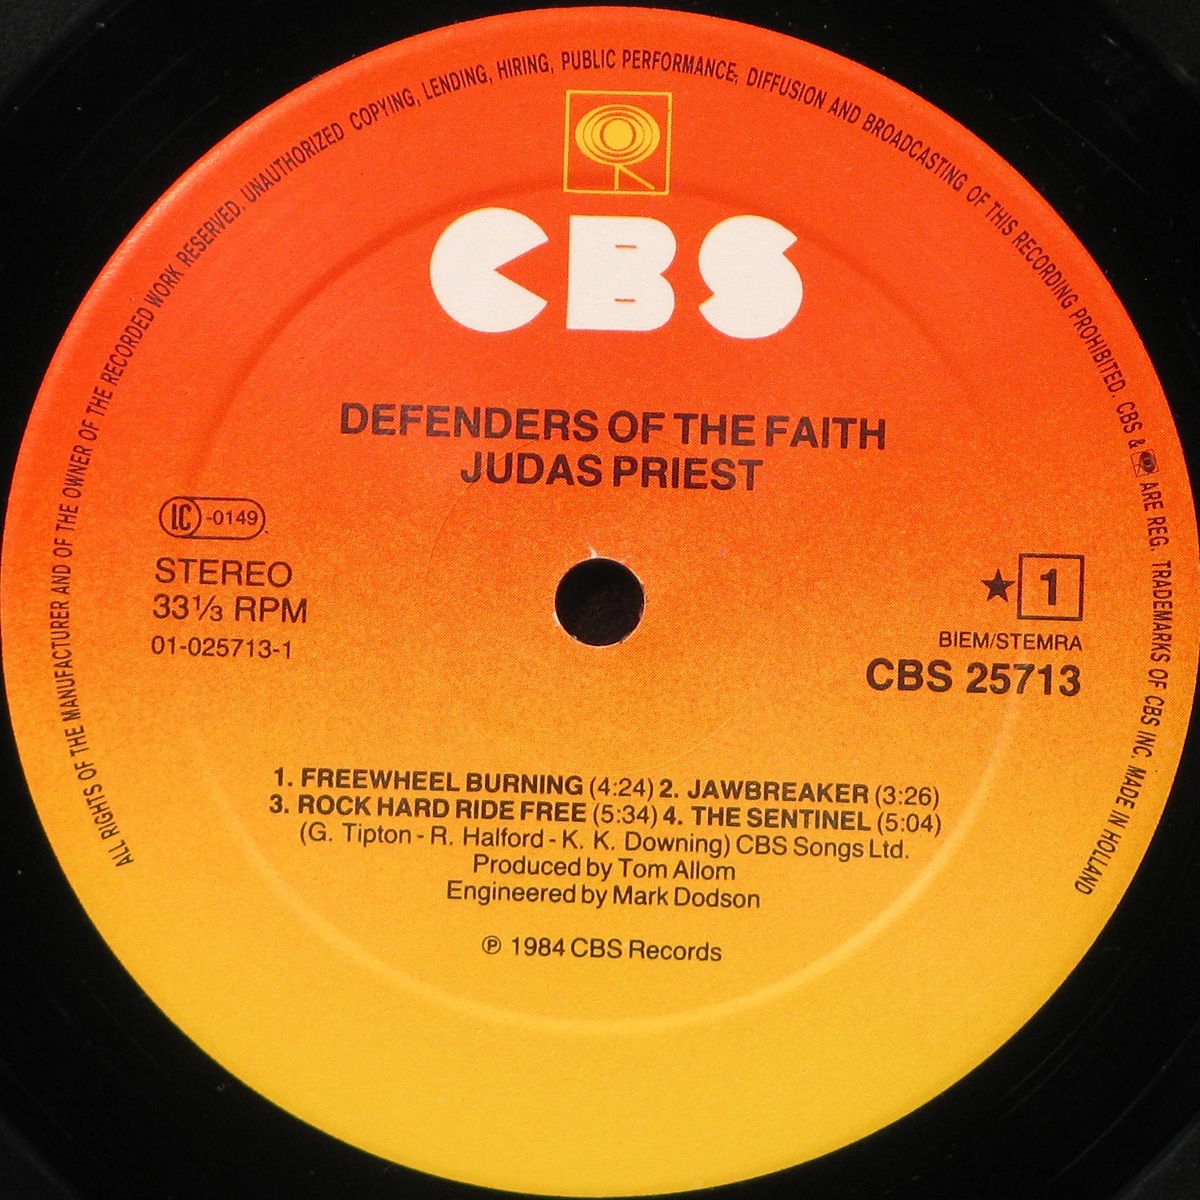 ALL RIGHTS OF THE MANUFACTURER AND OF THE OWNER OF THE RECORDED WORK RESERVED. UNAUTHORIZED COPYING, LENDING, HIRING, PUBLIC PERFORMANCE, DIFFUSION AND BROADCASTING OF THIS RECORDING PROHIBITED. CBS & ARE REG. TRADEMARKS OF CBS INC. MADE IN HOLLAND
CBS
DEFENDERS OF THE FAITH
JUDAS PRIEST
LC -0149
STEREO
33 1/3 RPM
01-025713-1
★ 1
BIEM/STEMRA
CBS 25713
1. FREEWHEEL BURNING (4:24) 2. JAWBREAKER (3:26)
3. ROCK HARD RIDE FREE (5:34) 4. THE SENTINEL (5:04)
(G. Tipton - R. Halford - K. K. Downing) CBS Songs Ltd.
Produced by Tom Allom
Engineered by Mark Dodson
℗ 1984 CBS Records